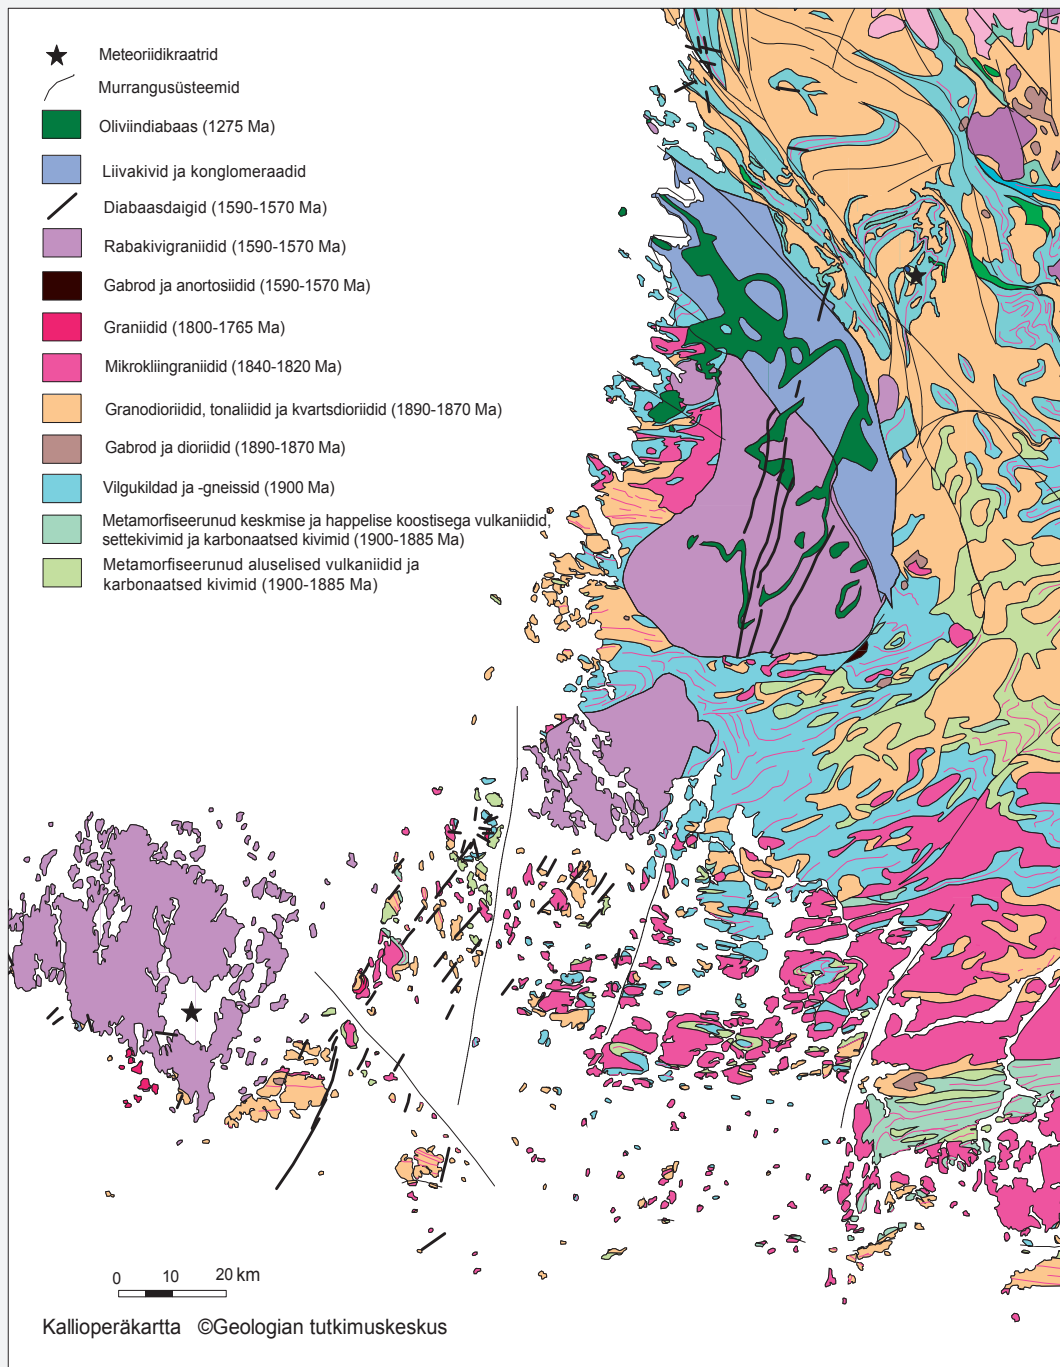 Meteoriidikraatrid
Murrangusüsteemid
Oliviindiabaas (1275 Ma)
Liivakivid ja konglomeraadid
Diabaasdaigid (1590-1570 Ma)
Rabakivigraniidid (1590-1570 Ma)
Gabrod ja anortosiidid (1590-1570 Ma)
Graniidid (1800-1765 Ma)
Mikrokliingraniidid (1840-1820 Ma)
Granodioriidid, tonaliidid ja kvartsdioriidid (1890-1870 Ma)
Gabrod ja dioriidid (1890-1870 Ma)
Vilgukildad ja -gneissid (1900 Ma)
Metamorfiseerunud keskmise ja happelise koostisega vulkaniidid,
settekivimid ja karbonaatsed kivimid (1900-1885 Ma)
Metamorfiseerunud aluselised vulkaniidid ja
karbonaatsed kivimid (1900-1885 Ma)
0 10 20 km
Kallioperäkartta ©Geologian tutkimuskeskus